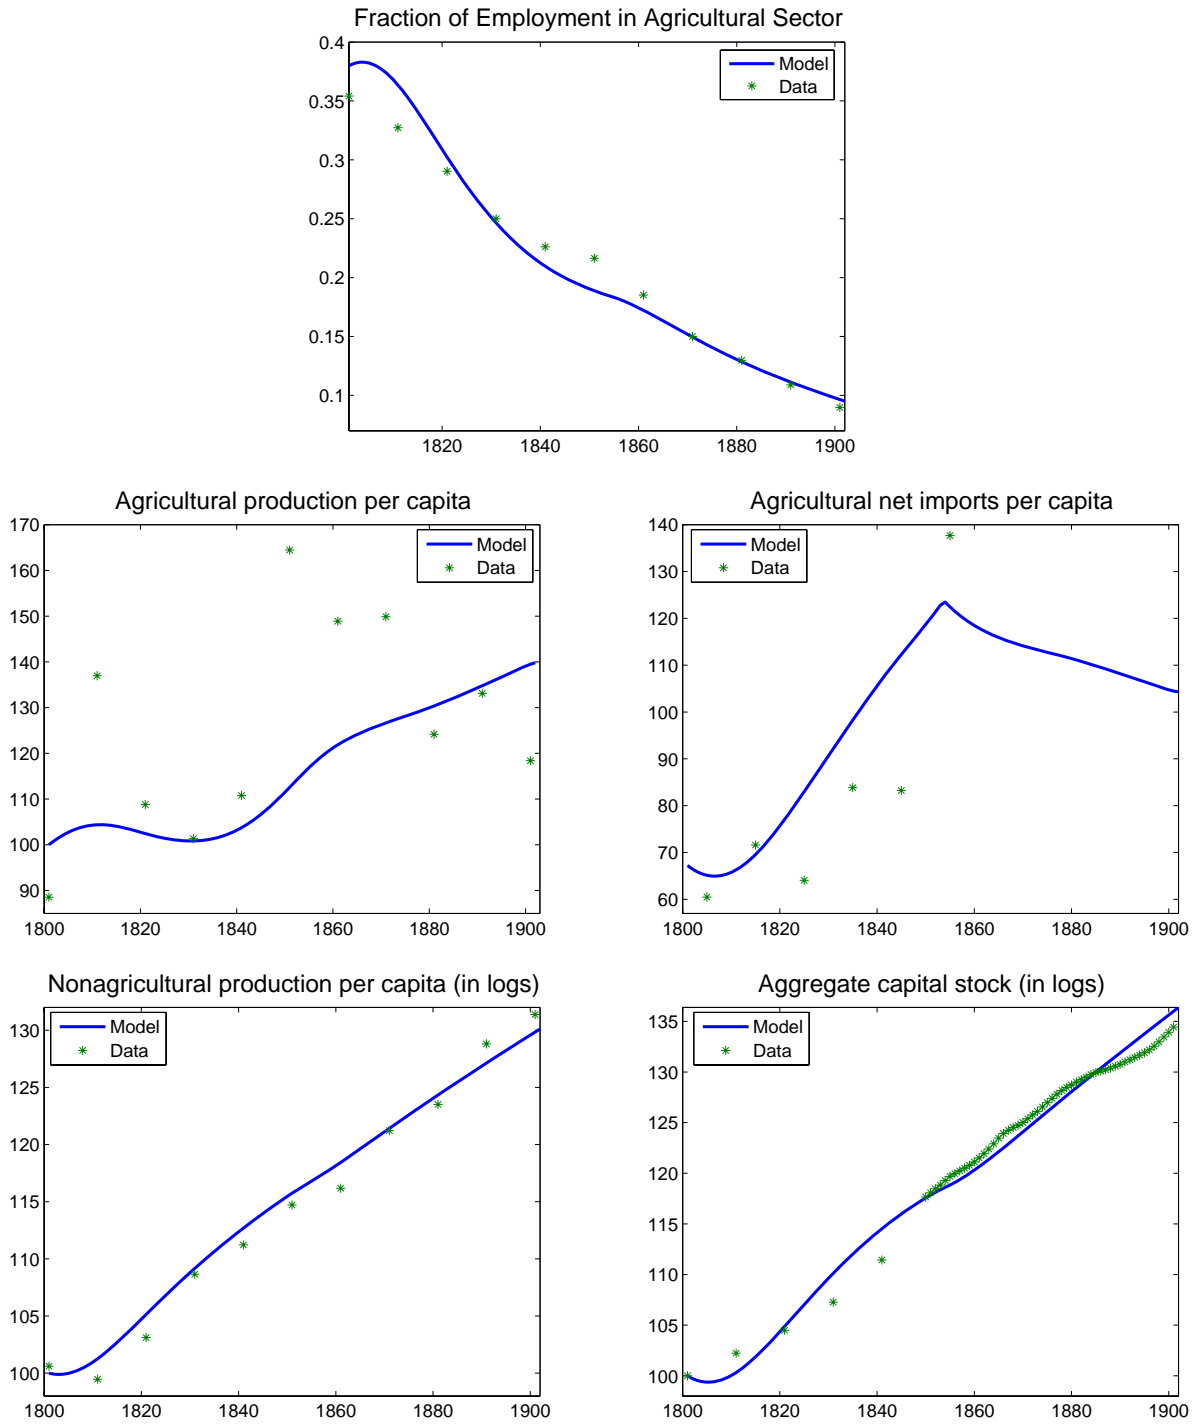 Fraction of Employment in Agricultural Sector
0.4
0.35
0.3
0.25
0.2
0.15
0.1
1820 1840 1860 1880 1900
Model
Data
Agricultural production per capita
170
160
150
140
130
120
110
100
90
1800 1820 1840 1860 1880 1900
Model
Data
Agricultural net imports per capita
140
130
120
110
100
90
80
70
60
1800 1820 1840 1860 1880 1900
Model
Data
Nonagricultural production per capita (in logs)
130
125
120
115
110
105
100
1800 1820 1840 1860 1880 1900
Model
Data
Aggregate capital stock (in logs)
135
130
125
120
115
110
105
100
1800 1820 1840 1860 1880 1900
Model
Data